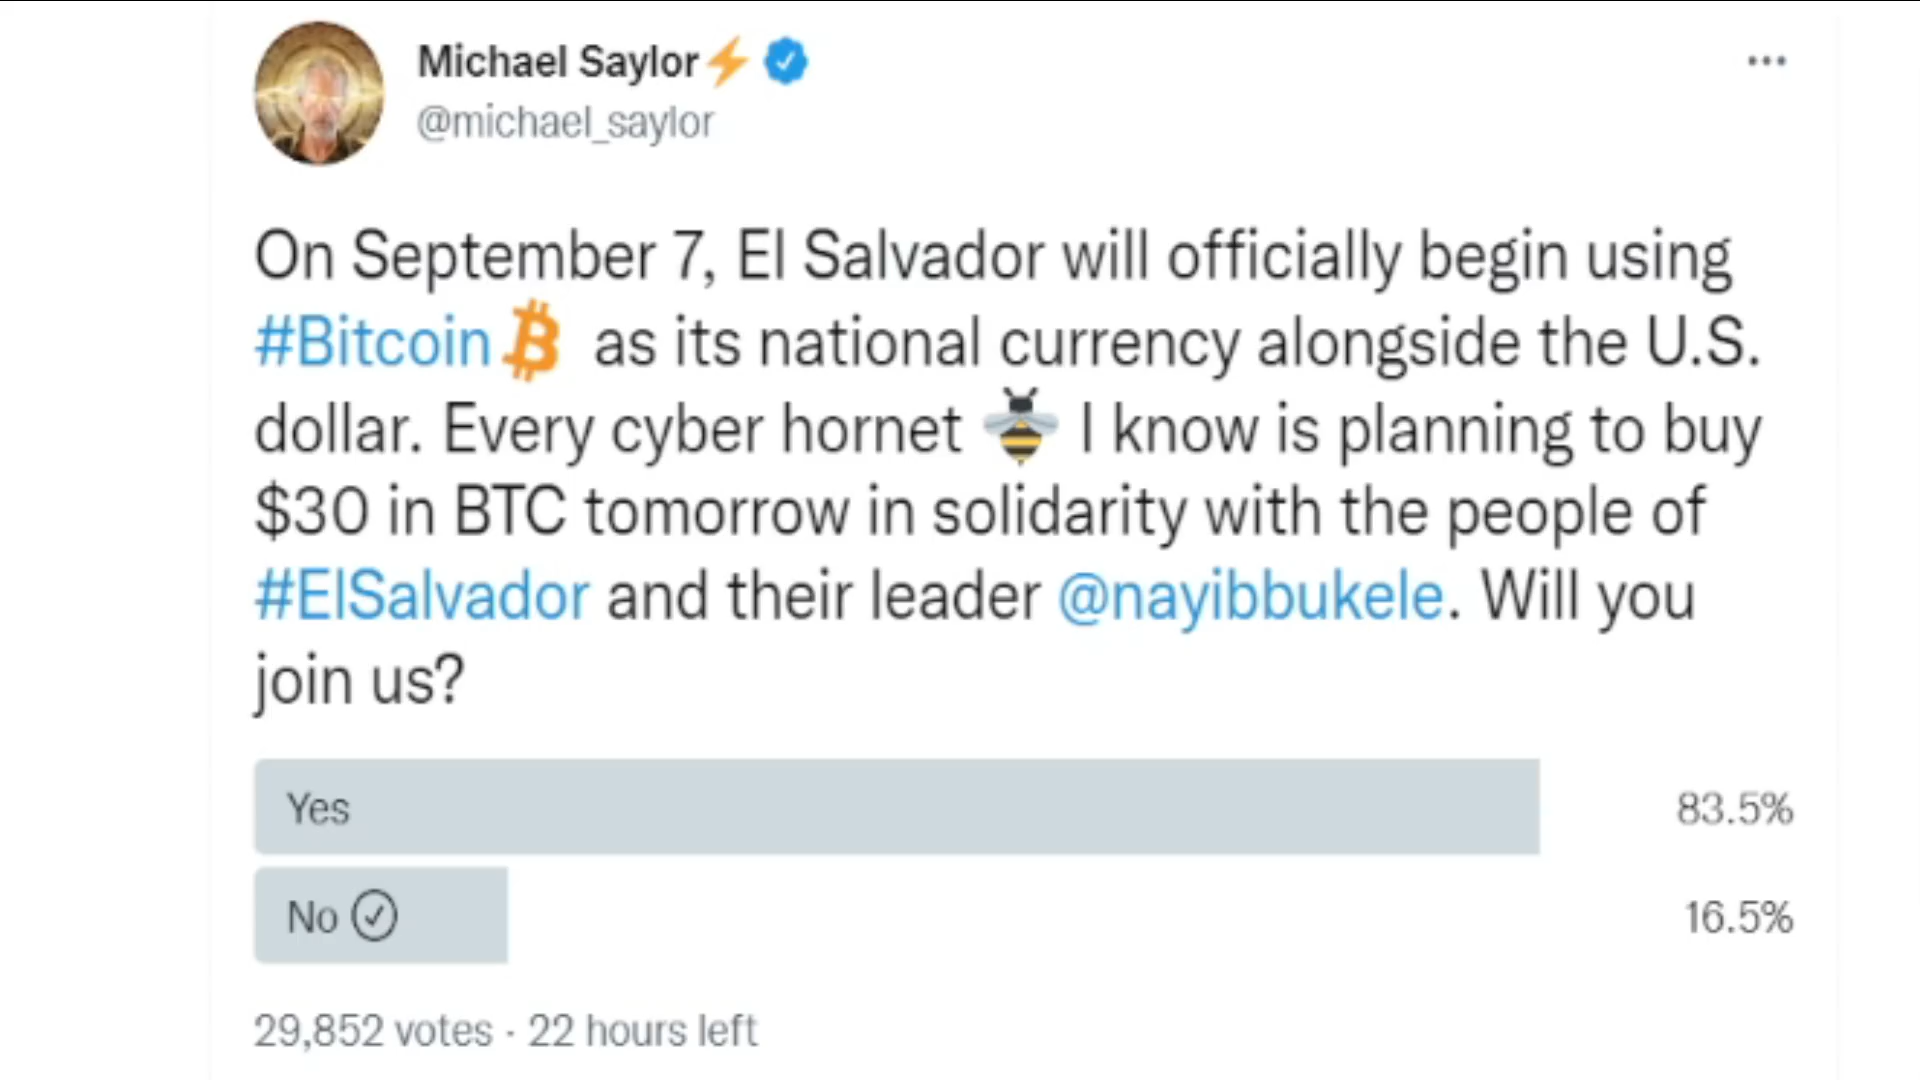 Michael Saylor⚡
@michael_saylor
On September 7, El Salvador will officially begin using
#Bitcoin₿ as its national currency alongside the U.S.
dollar. Every cyber hornet 🐝 I know is planning to buy
$30 in BTC tomorrow in solidarity with the people of
#ElSalvador and their leader @nayibbukele. Will you
join us?
Yes 83.5%
No 16.5%
29,852 votes · 22 hours left